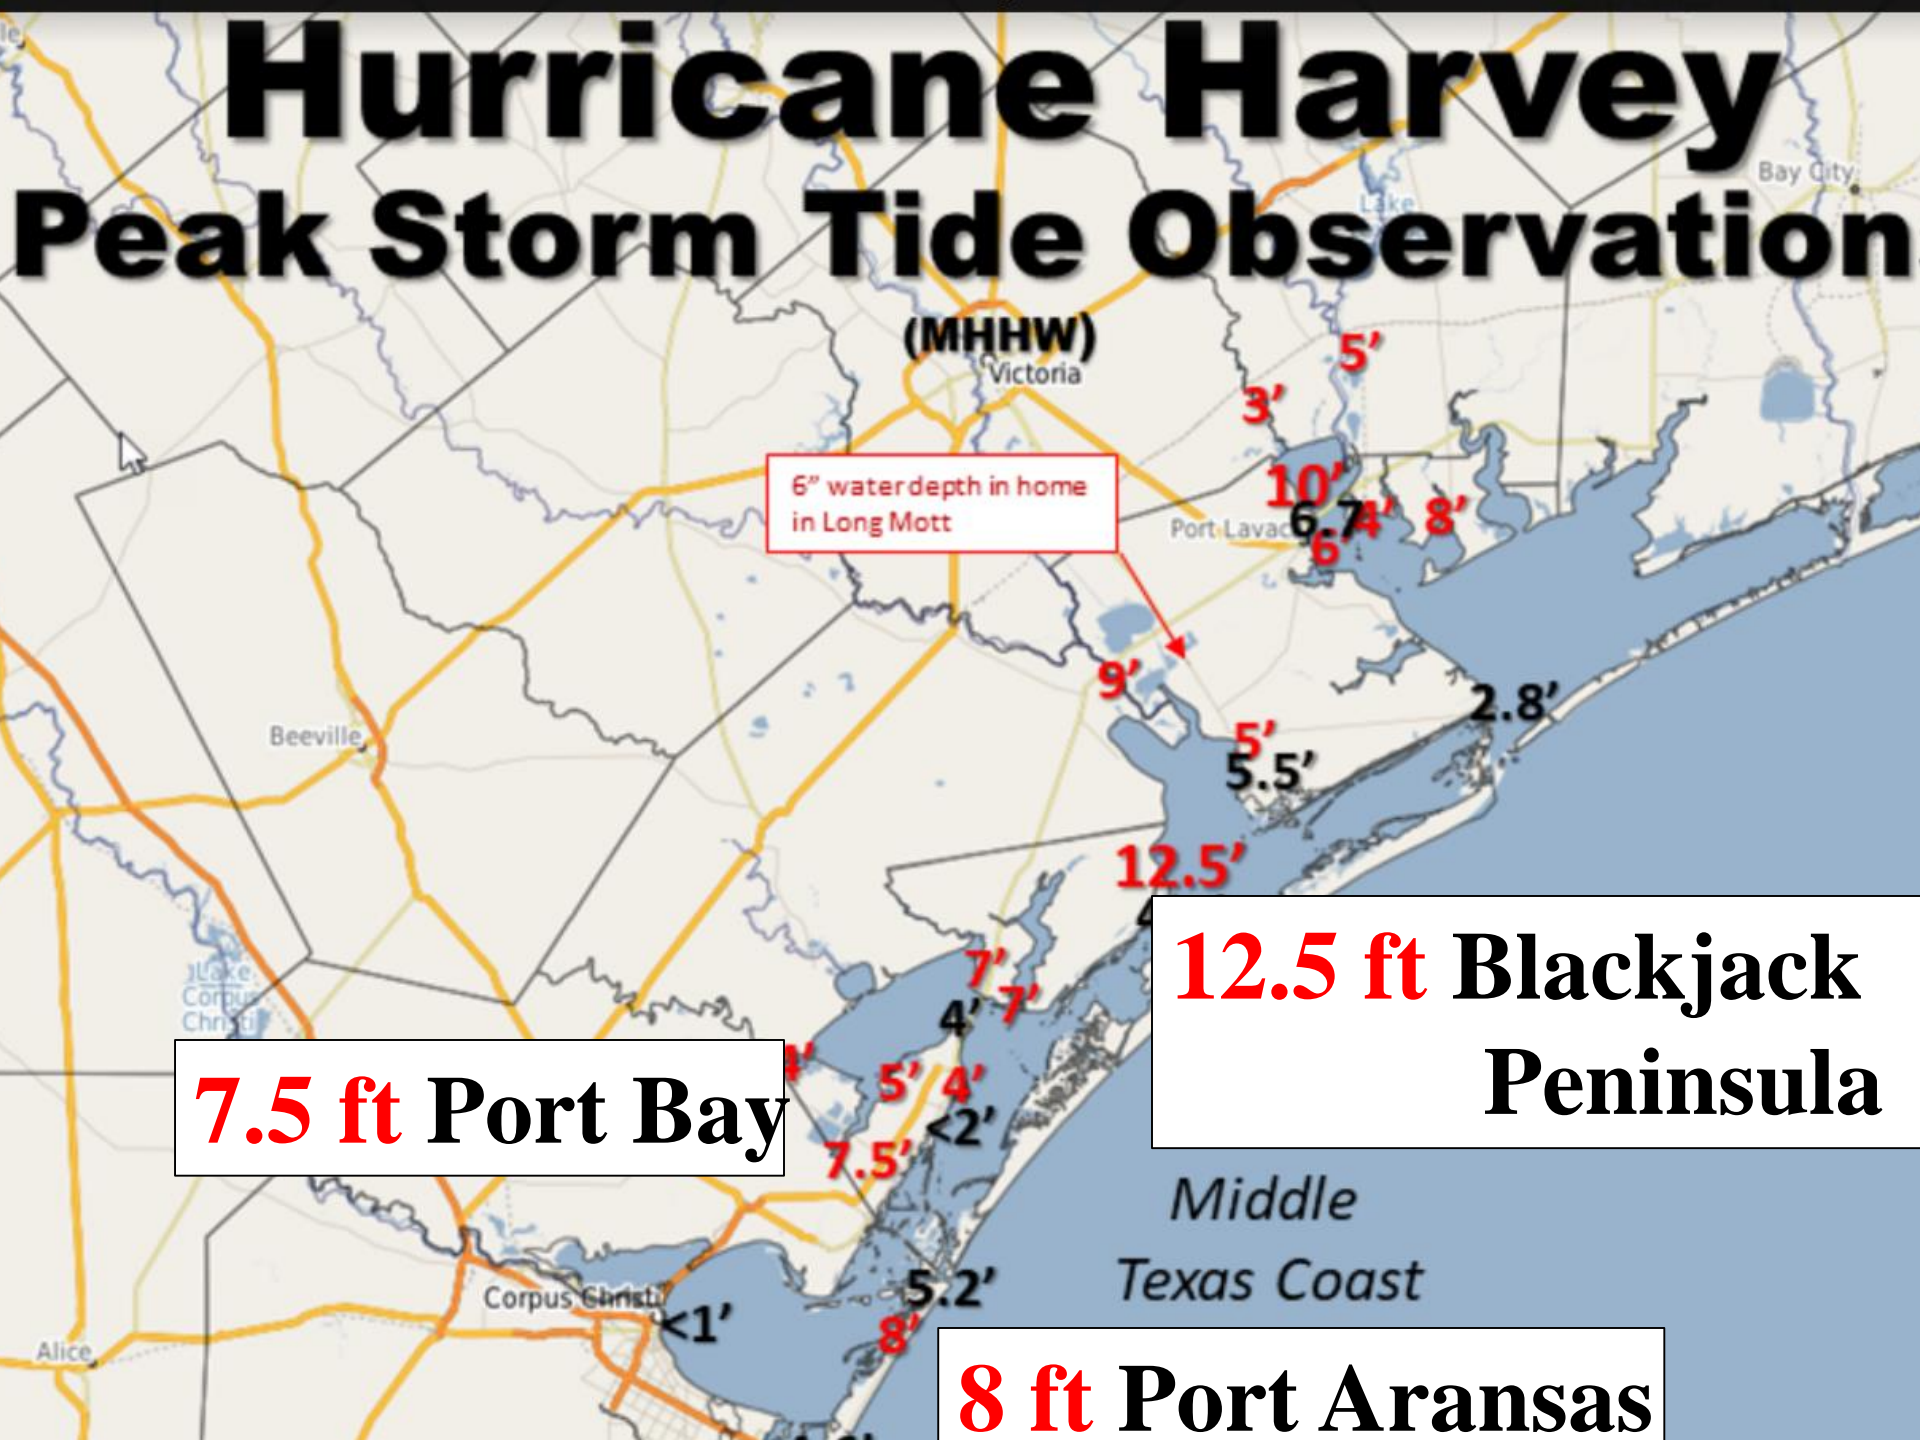 Hurricane Harvey
Peak Storm Tide Observation
(MHHW)
Victoria
Bay City
Lake
5’
3’
6” water depth in home
in Long Mott
10’
6.7
4’
8’
Port Lavac
6’
9’
2.8’
5’
5.5’
Beeville
12.5’
4
12.5 ft Blackjack
Peninsula
7’
7’
4’
Lake
Corpus
Christi
4’
5’
4’
<2’
7.5 ft Port Bay
7.5’
Middle
Texas Coast
5.2’
Corpus Christi
<1’
8’
Alice
8 ft Port Aransas